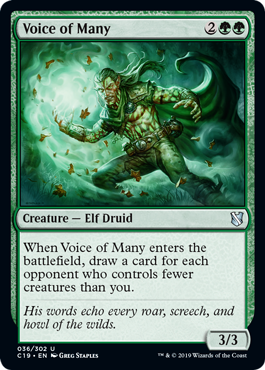 Voice of Many 2
Creature — Elf Druid
When Voice of Many enters the
battlefield, draw a card for each
opponent who controls fewer
creatures than you.
His words echo every roar, screech, and
howl of the wilds.
3/3
036/302 U
C19 • EN Greg Staples
™ & © 2019 Wizards of the Coast